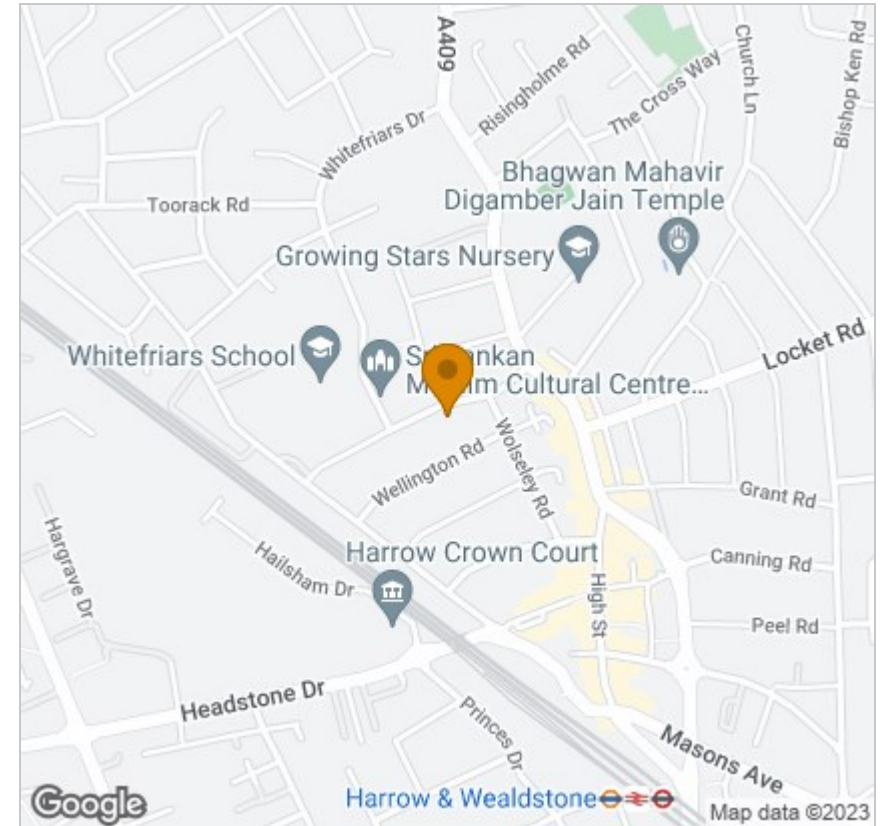 A409
Risingholme Rd
The Cross Way
Church Ln
Bishop Ken Rd
Whitefriars Dr
Bhagwan Mahavir
Digamber Jain Temple
Toorack Rd
Growing Stars Nursery
Whitefriars School
Cultural Centre...
Locket Rd
Wellington Rd
Wolseley Rd
Grant Rd
Hargrave Dr
Hailsham Dr
Harrow Crown Court
High St
Canning Rd
Peel Rd
Headstone Dr
Princes Dr
Masons Ave
Harrow & Wealdstone
Google
Map data ©2023